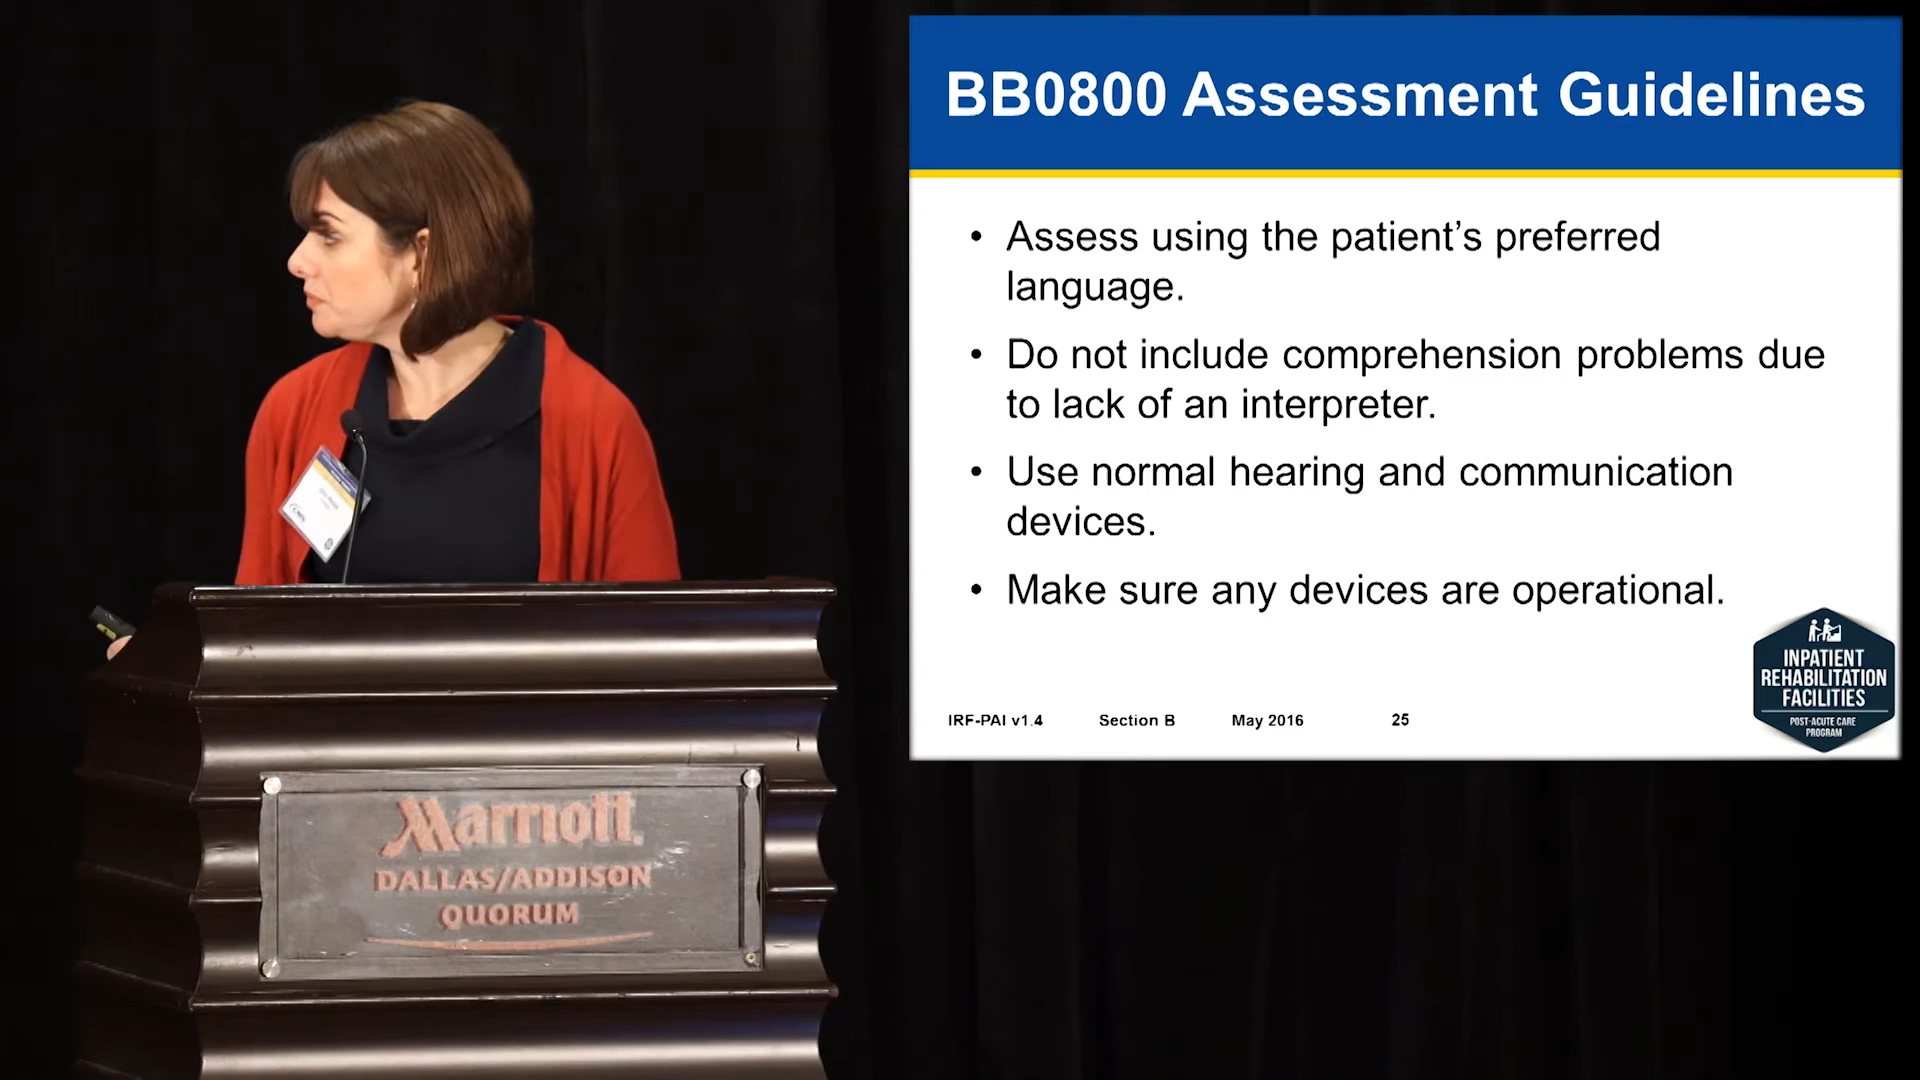 BB0800 Assessment Guidelines
• Assess using the patient's preferred
language.
• Do not include comprehension problems due
to lack of an interpreter.
• Use normal hearing and communication
devices.
• Make sure any devices are operational.
IRF-PAI v1.4 Section B May 2016 25
INPATIENT
REHABILITATION
FACILITIES
POST-ACUTE CARE
PROGRAM
Marriott
DALLAS/ADDISON
QUORUM